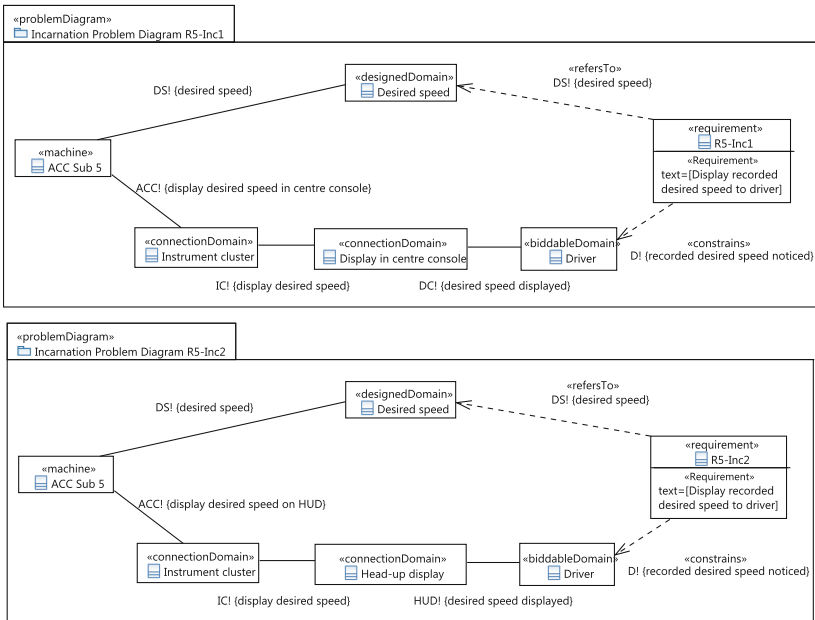 «problemDiagram»
Incarnation Problem Diagram R5-Inc1
«refersTo»
DS! {desired speed}
«designedDomain»
Desired speed
DS! {desired speed}
«requirement»
R5-Inc1
«Requirement»
text=[Display recorded
desired speed to driver]
«machine»
ACC Sub 5
ACC! {display desired speed in centre console}
«connectionDomain»
Instrument cluster
«connectionDomain»
Display in centre console
«biddableDomain»
Driver
«constrains»
D! {recorded desired speed noticed}
IC! {display desired speed}
DC! {desired speed displayed}
«problemDiagram»
Incarnation Problem Diagram R5-Inc2
«refersTo»
DS! {desired speed}
«designedDomain»
Desired speed
DS! {desired speed}
«requirement»
R5-Inc2
«Requirement»
text=[Display recorded
desired speed to driver]
«machine»
ACC Sub 5
ACC! {display desired speed on HUD}
«connectionDomain»
Instrument cluster
«connectionDomain»
Head-up display
«biddableDomain»
Driver
«constrains»
D! {recorded desired speed noticed}
IC! {display desired speed}
HUD! {desired speed displayed}